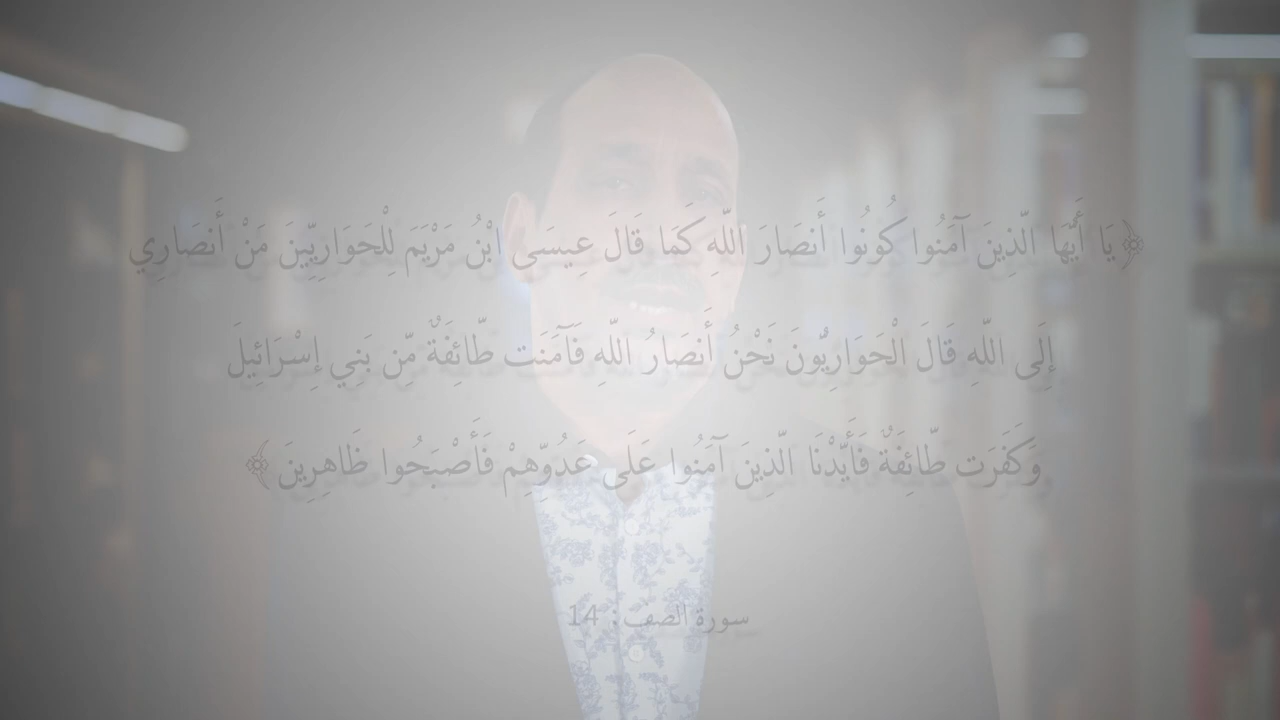 ﴿يَا أَيُّهَا الَّذِينَ آمَنُوا كُونُوا أَنصَارَ اللَّهِ كَمَا قَالَ عِيسَى ابْنُ مَرْيَمَ لِلْحَوَارِيِّينَ مَنْ أَنصَارِي
إِلَى اللَّهِ قَالَ الْحَوَارِيُّونَ نَحْنُ أَنصَارُ اللَّهِ فَآمَنَت طَّائِفَةٌ مِّن بَنِي إِسْرَائِيلَ
وَكَفَرَت طَّائِفَةٌ فَأَيَّدْنَا الَّذِينَ آمَنُوا عَلَى عَدُوِّهِمْ فَأَصْبَحُوا ظَاهِرِينَ﴾
سورة الصف: 14